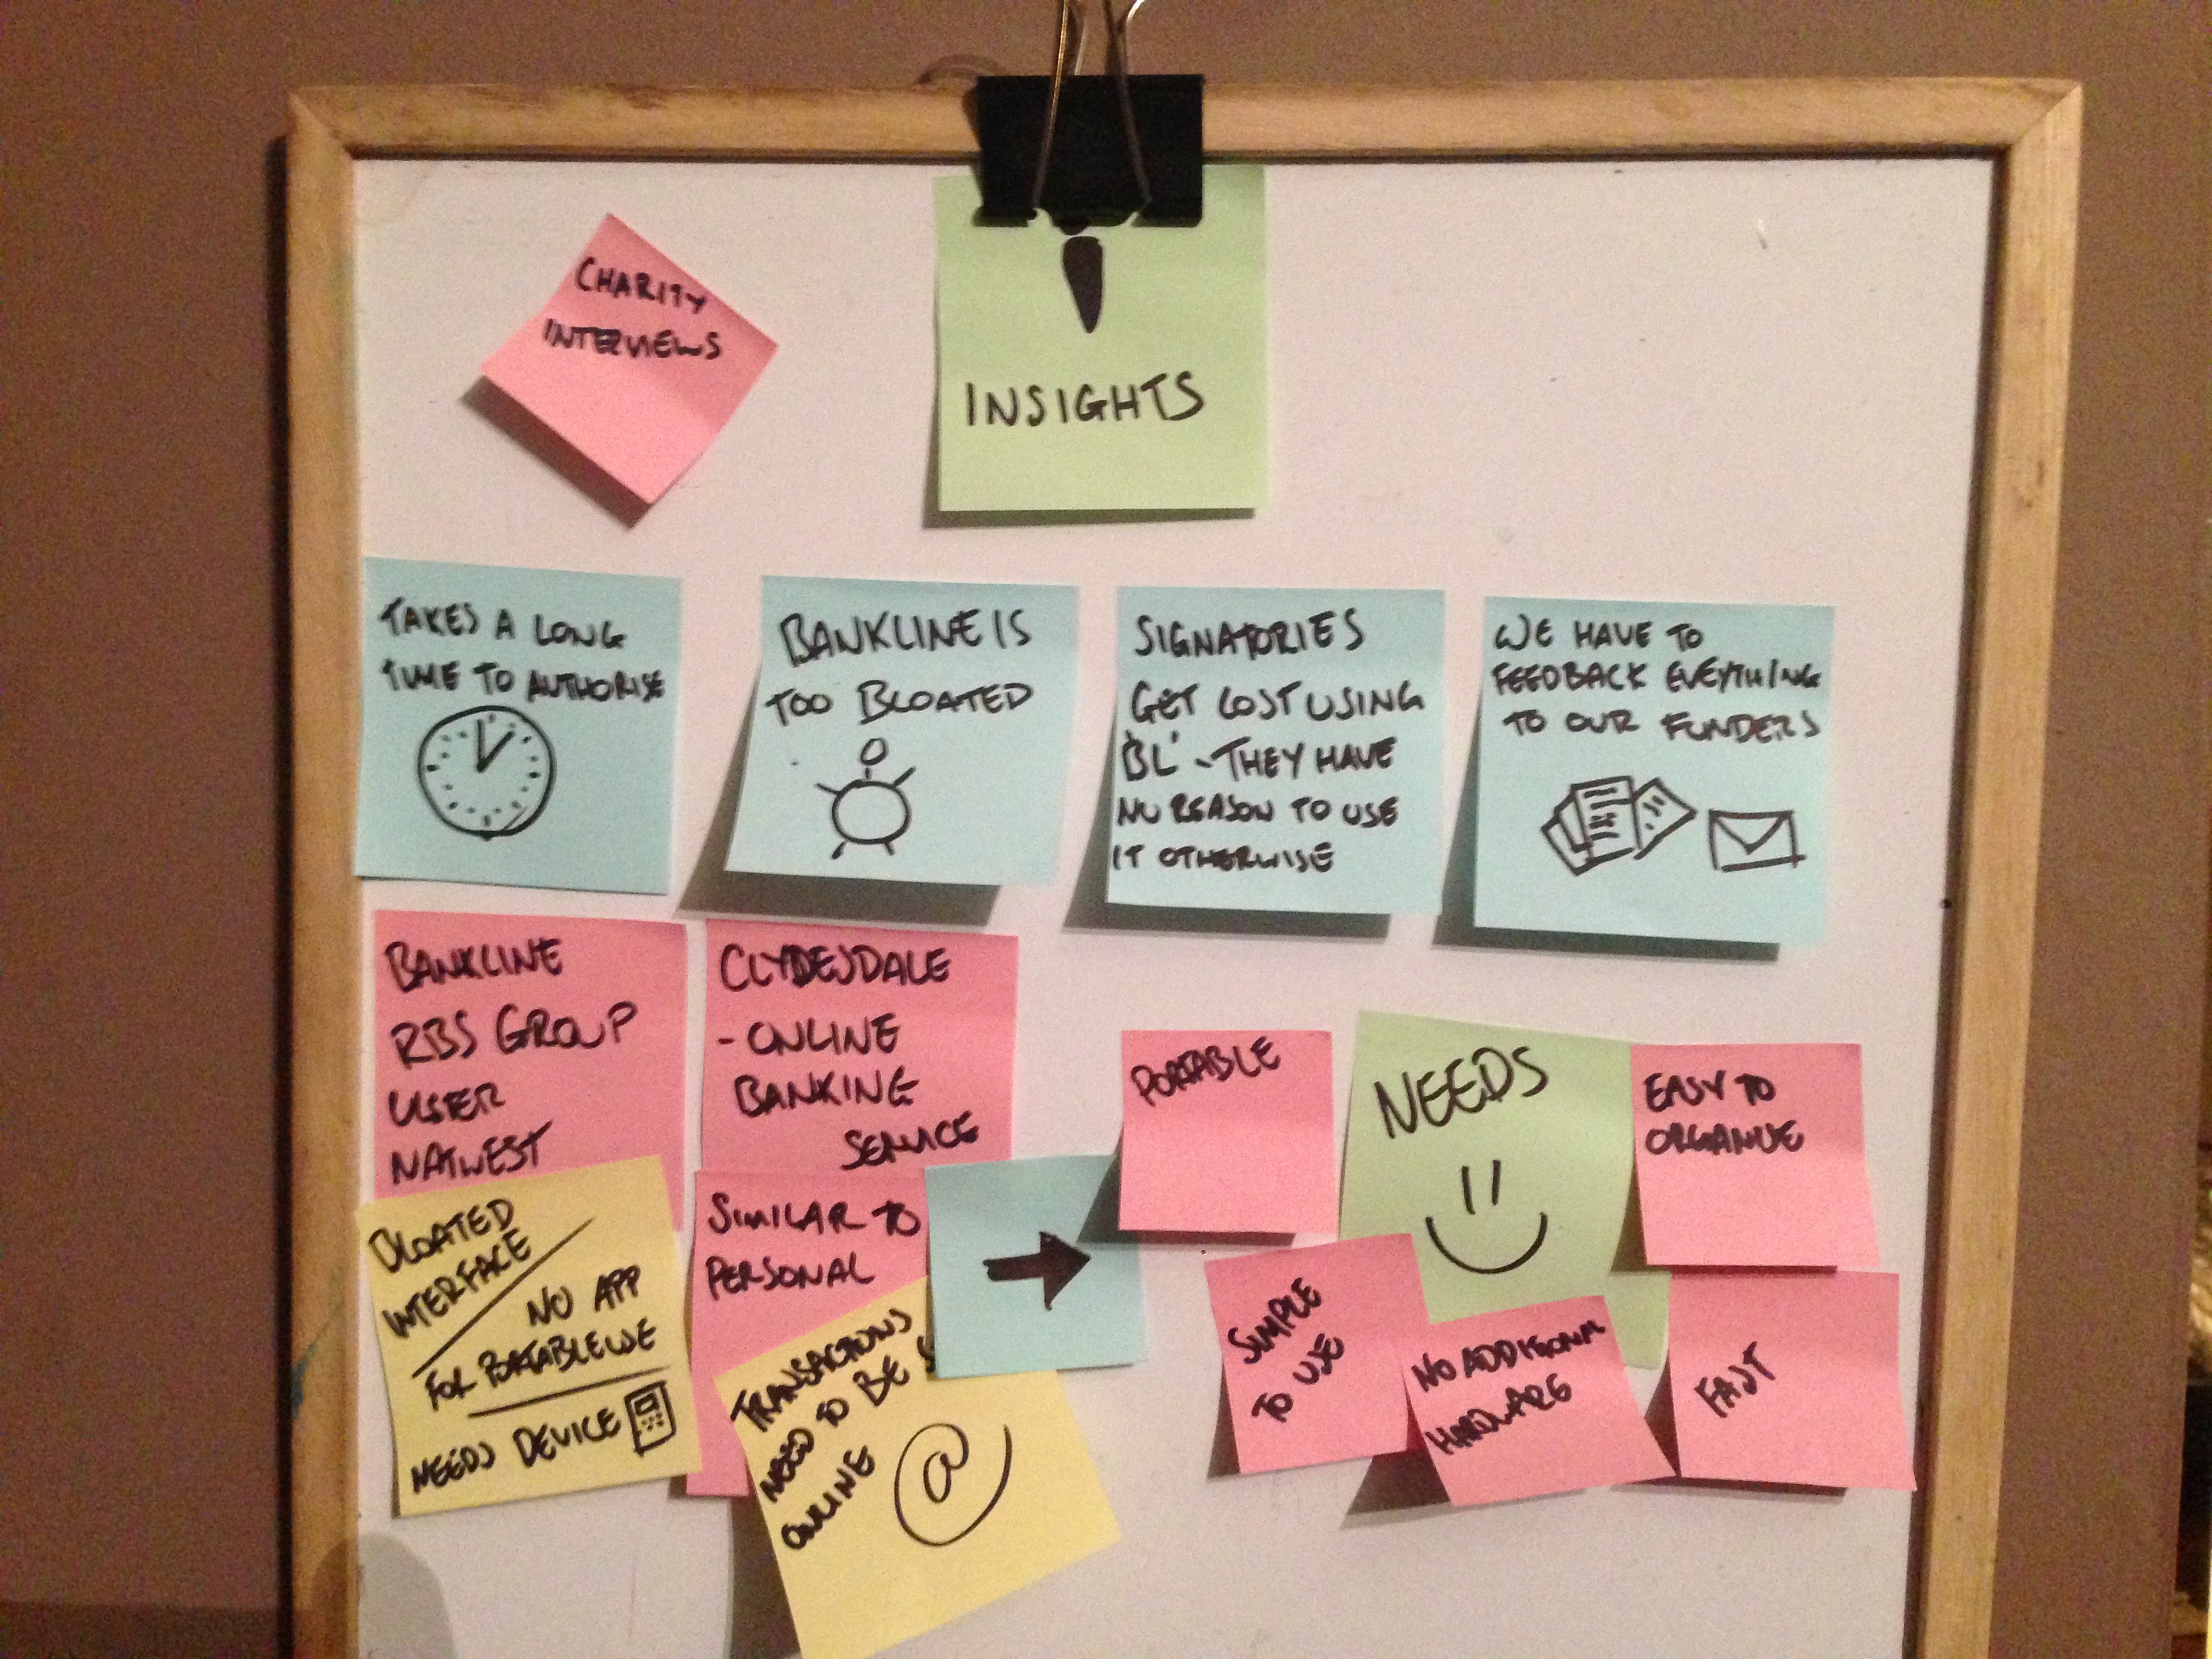 CHARITY
INTERVIEWS
INSIGHTS
TAKES A LONG
TIME TO AUTHORISE
BANKLINE IS
TOO BLOATED
SIGNATORIES
GET LOST USING
'BL' - THEY HAVE
NO REASON TO USE
IT OTHERWISE
WE HAVE TO
FEEDBACK EVEYTHING
TO OUR FUNDERS
BANKLINE
RBS GROUP
ULSTER
NATWEST
CLYDESDALE
- ONLINE
BANKING
SERVICE
BLOATED
INTERFACE
NO APP
FOR PORTABLE USE
NEEDS DEVICE
SIMILAR TO
PERSONAL
TRANSACTIONS
NEED TO BE
ONLINE
@
PORTABLE
NEEDS
EASY TO
ORGANISE
SIMPLE
TO USE
NO ADDITIONAL
HARDWARE
FAST